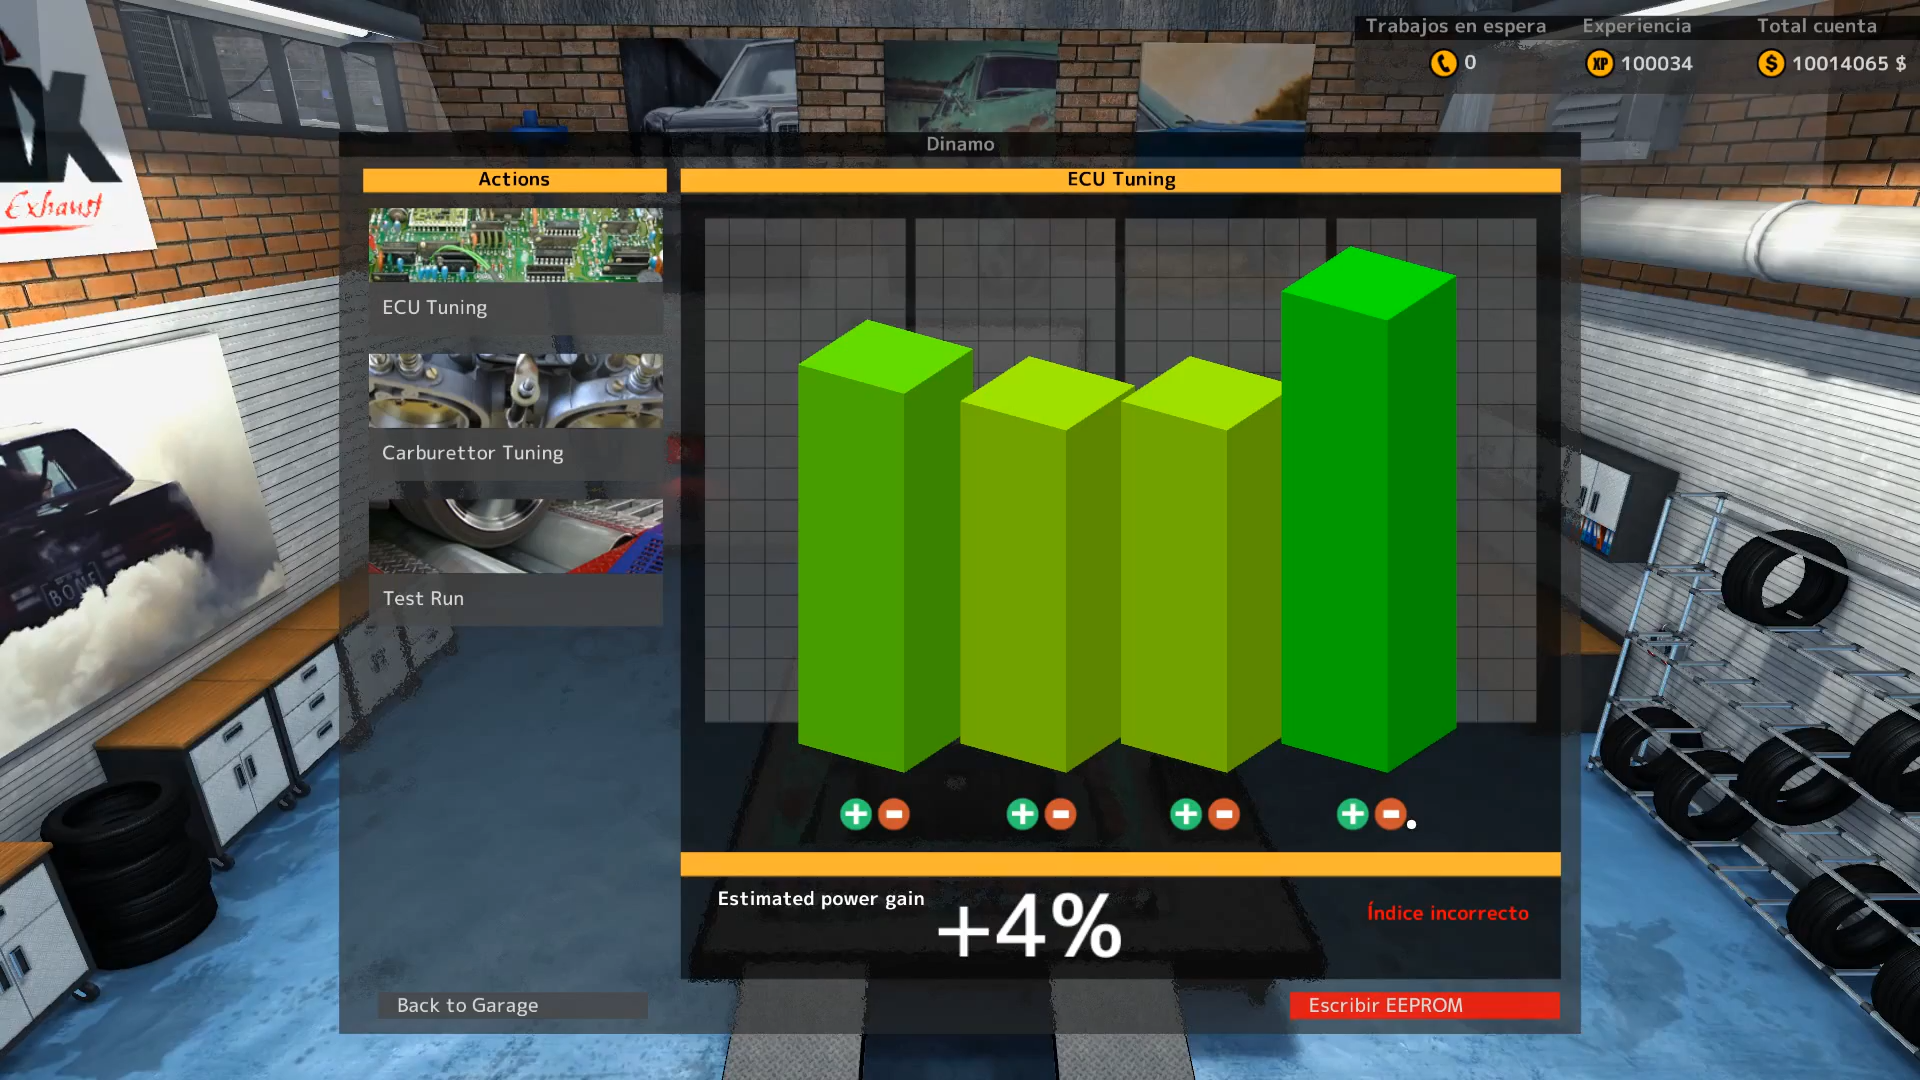 Trabajos en espera
Experiencia
Total cuenta
0
XP
100034
$
10014065 $
X
Exhaust
Dinamo
Actions
ECU Tuning
ECU Tuning
Carburettor Tuning
Test Run
BONE
Estimated power gain
+4%
Índice incorrecto
Back to Garage
Escribir EEPROM